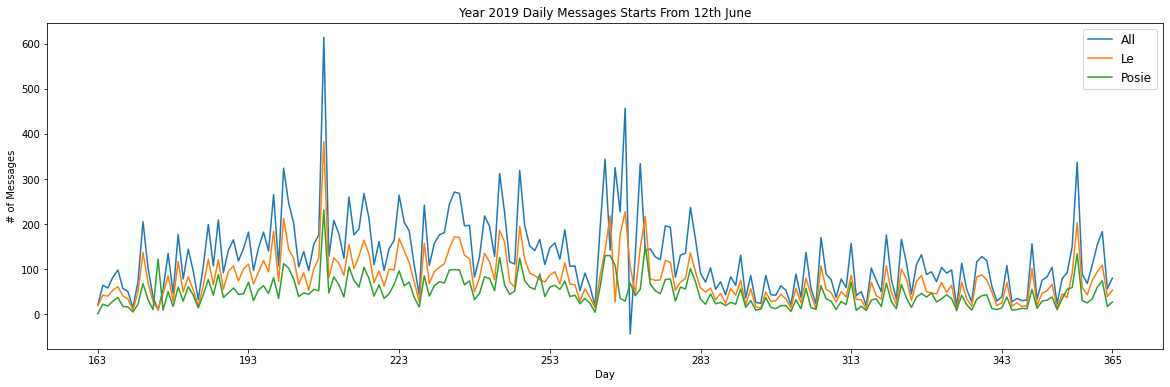 Year 2019 Daily Messages Starts From 12th June
All
Le
Posie
# of Messages
600
500
400
300
200
100
0
163 193 223 253 283 313 343 365
Day